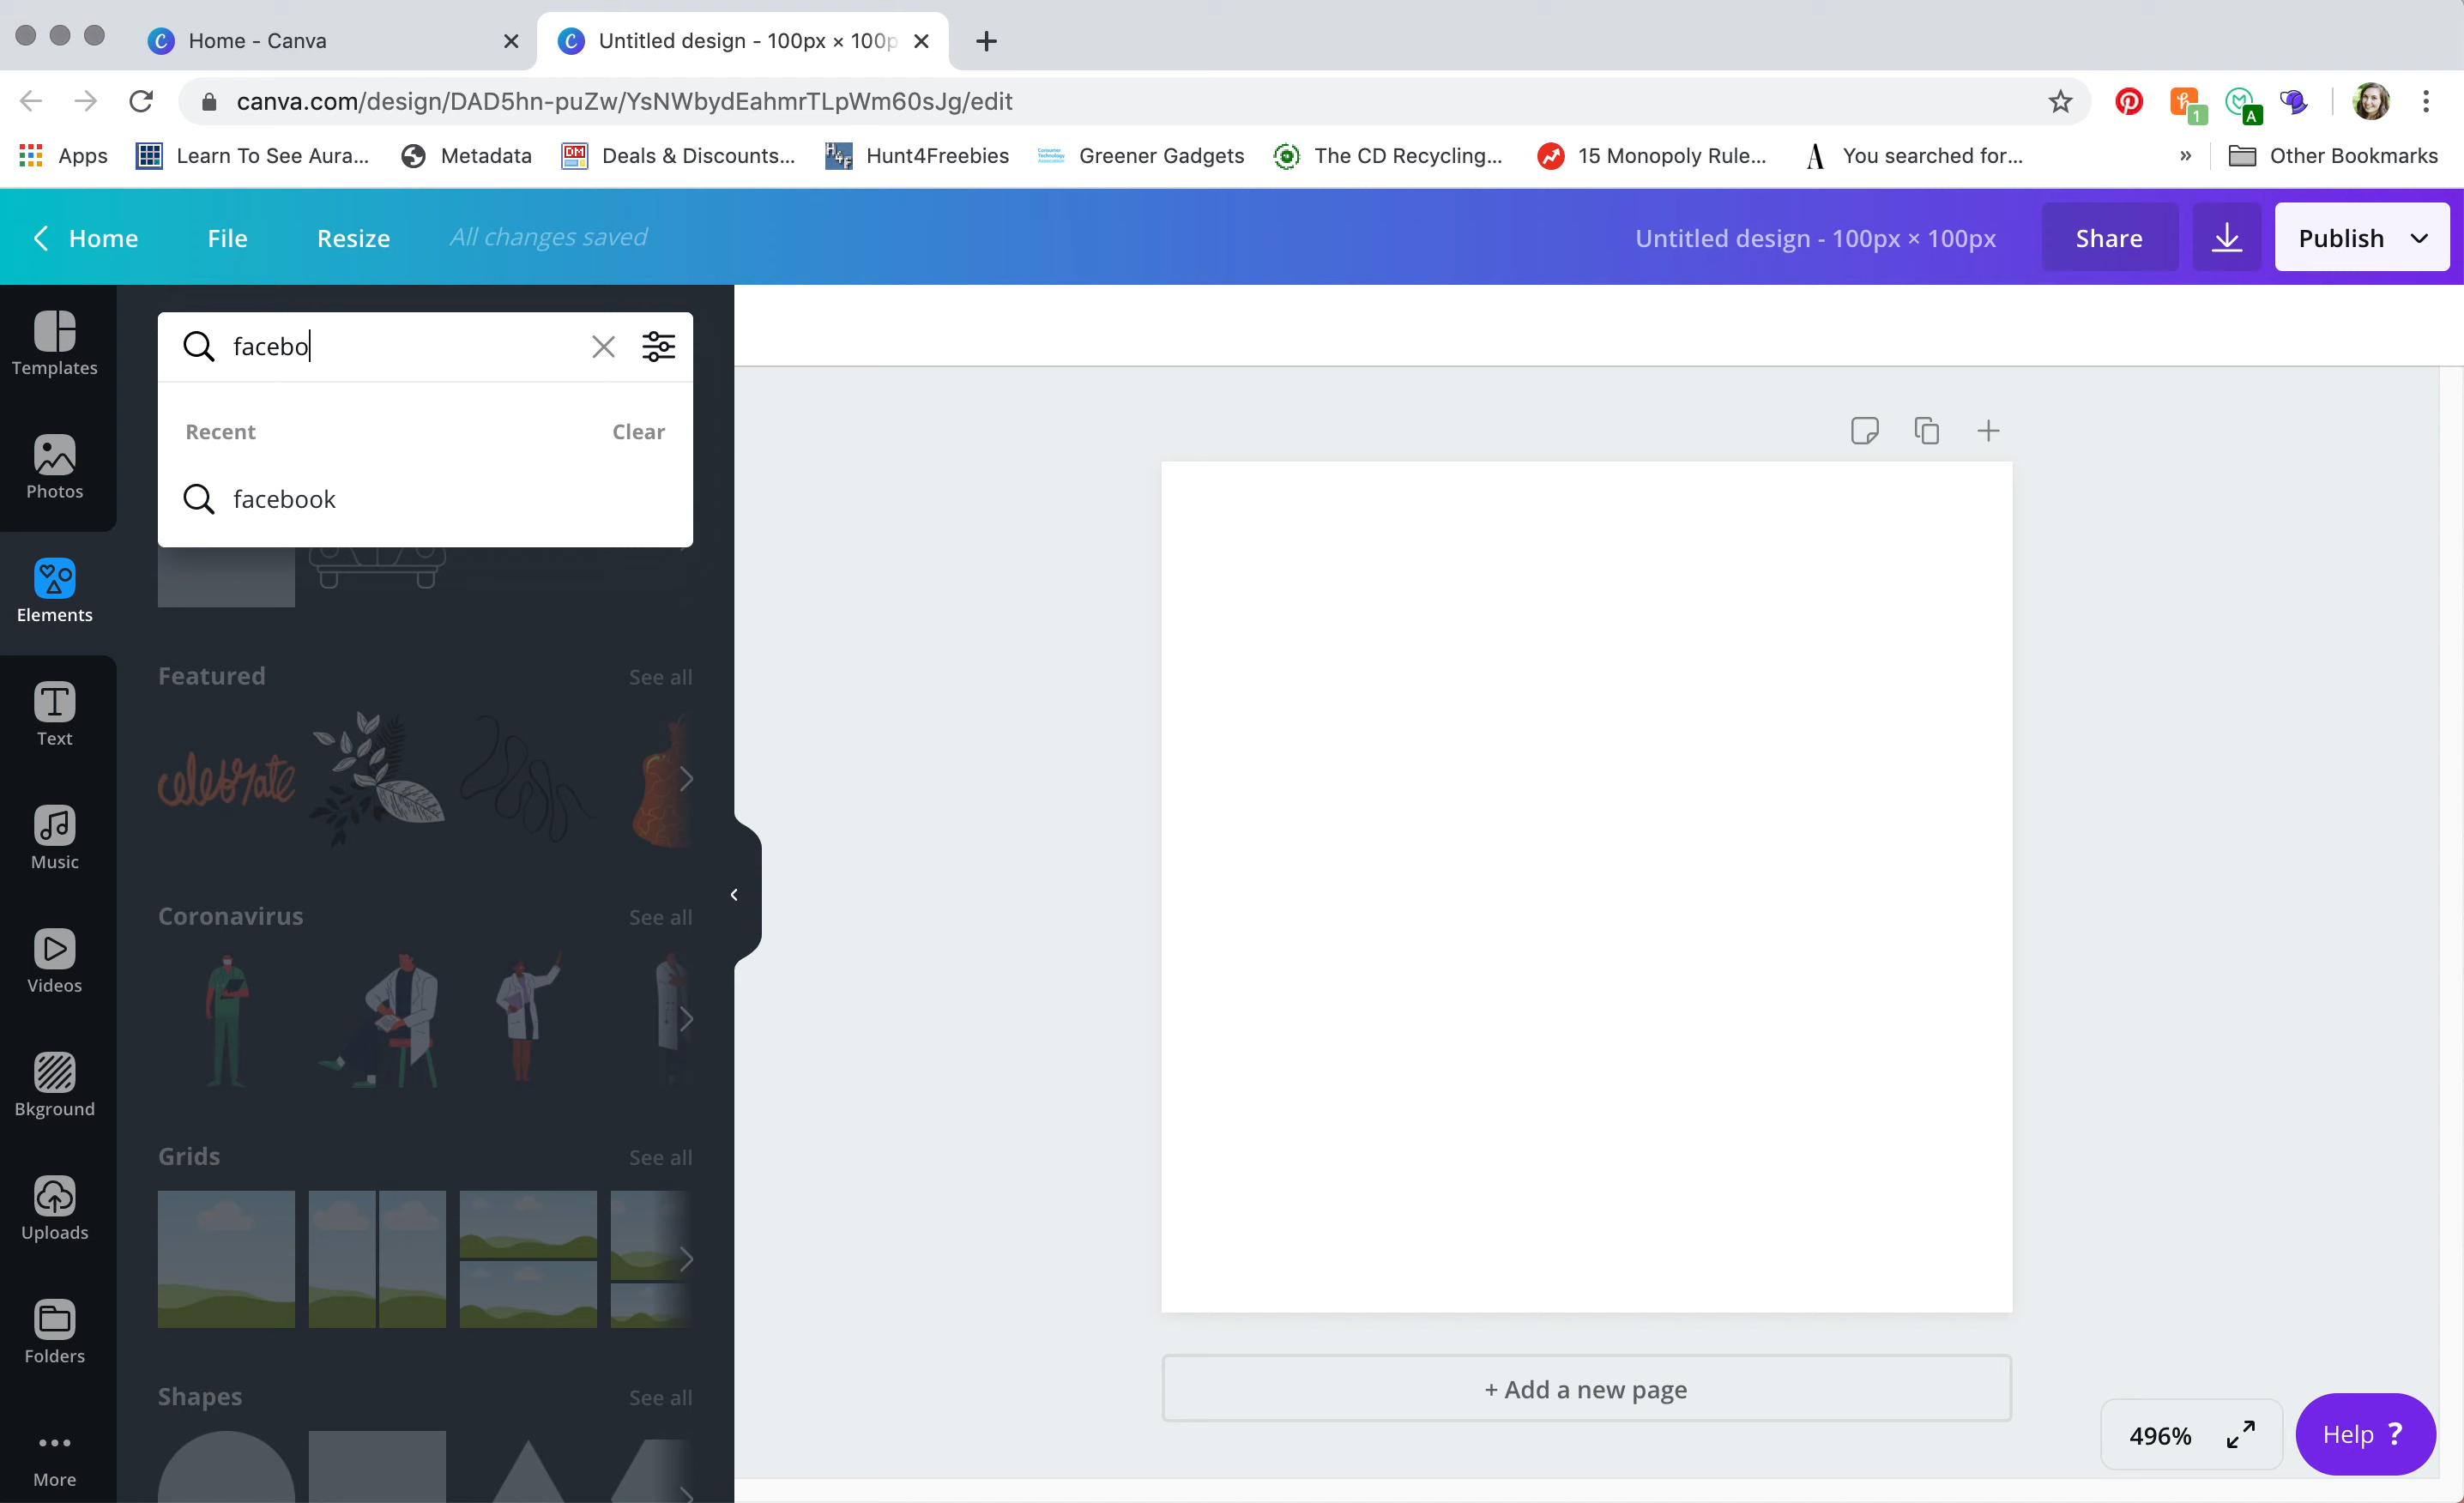 Home - Canva
Untitled design - 100px × 100p
canva.com/design/DAD5hn-puZw/YsNWbydEahmrTLpWm60sJg/edit
1
A
Apps
Learn To See Aura...
Metadata
DM
Deals & Discounts...
H4F
Hunt4Freebies
Greener Gadgets
The CD Recycling...
15 Monopoly Rule...
You searched for...
»
Other Bookmarks
Home
File
Resize
All changes saved
Untitled design - 100px × 100px
Share
Publish
Templates
Photos
Elements
Text
Music
Videos
Bkground
Uploads
Folders
More
facebo
Recent
Clear
facebook
Featured
See all
celebrate
Coronavirus
See all
Grids
See all
Shapes
See all
+ Add a new page
496%
Help ?